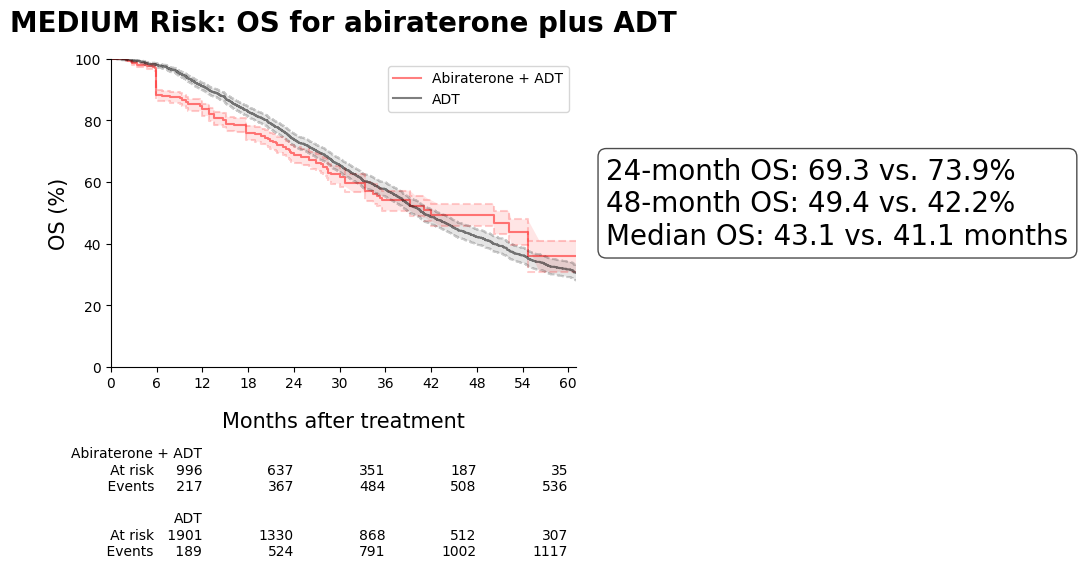 MEDIUM Risk: OS for abiraterone plus ADT
100
80
60
40
20
0
OS (%)
Abiraterone + ADT
ADT
24-month OS: 69.3 vs. 73.9%
48-month OS: 49.4 vs. 42.2%
Median OS: 43.1 vs. 41.1 months
0 6 12 18 24 30 36 42 48 54 60
Months after treatment
Abiraterone + ADT
At risk 996 637 351 187 35
Events 217 367 484 508 536
ADT
At risk 1901 1330 868 512 307
Events 189 524 791 1002 1117